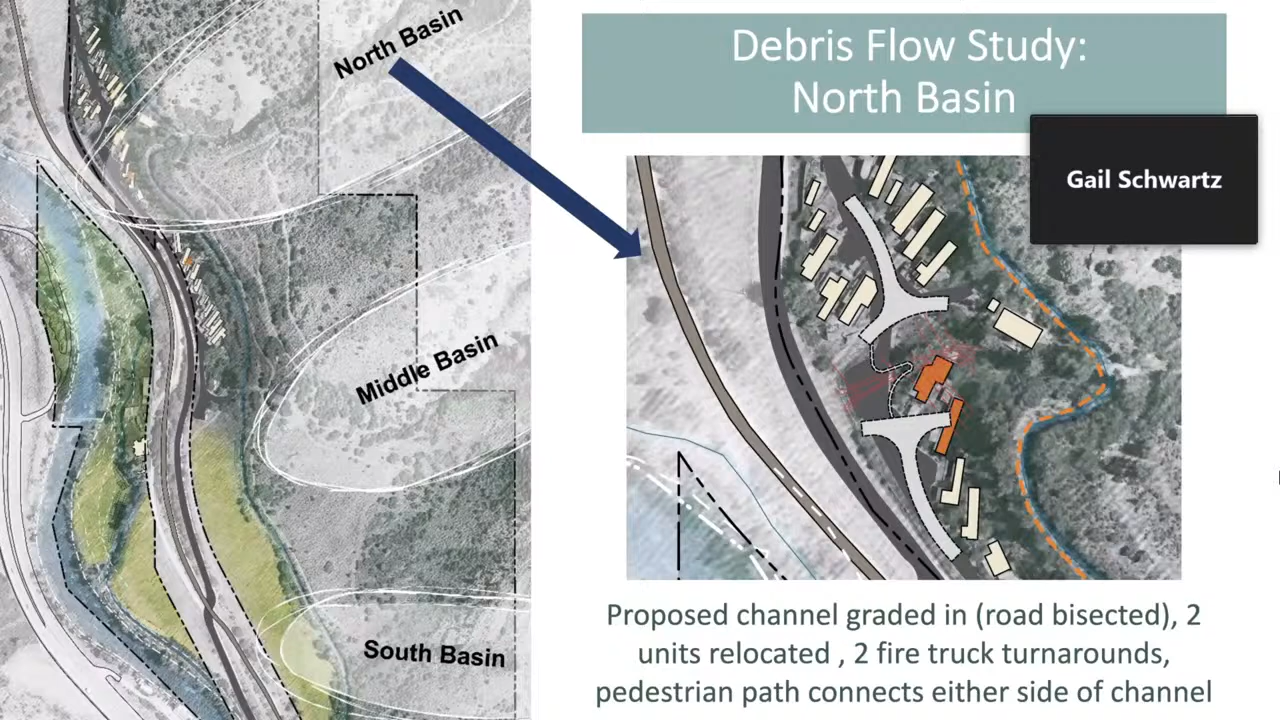 North Basin
Middle Basin
South Basin
Debris Flow Study:
North Basin
Gail Schwartz
Proposed channel graded in (road bisected), 2
units relocated , 2 fire truck turnarounds,
pedestrian path connects either side of channel